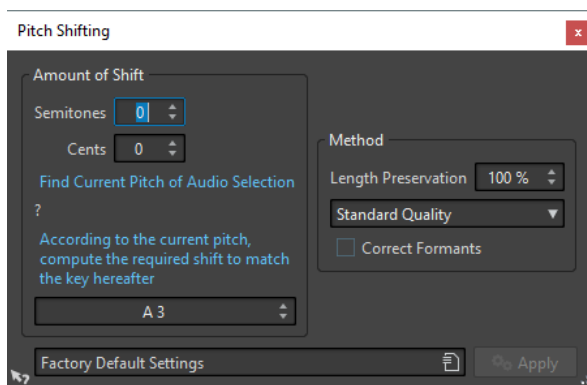 Pitch Shifting
x
Amount of Shift
Semitones 0
Cents 0
Find Current Pitch of Audio Selection
?
According to the current pitch,
compute the required shift to match
the key hereafter
A 3
Method
Length Preservation 100 %
Standard Quality
Correct Formants
Factory Default Settings
Apply
?